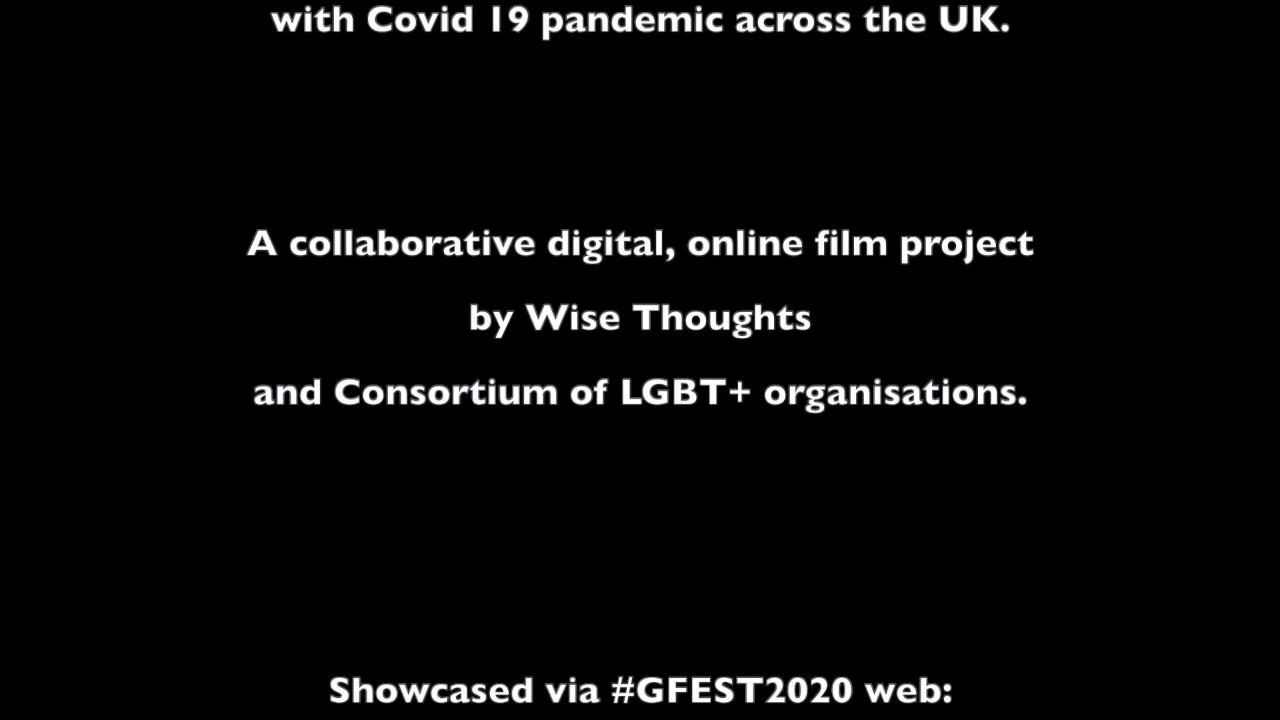 with Covid 19 pandemic across the UK.
A collaborative digital, online film project
by Wise Thoughts
and Consortium of LGBT+ organisations.
Showcased via #GFEST2020 web: